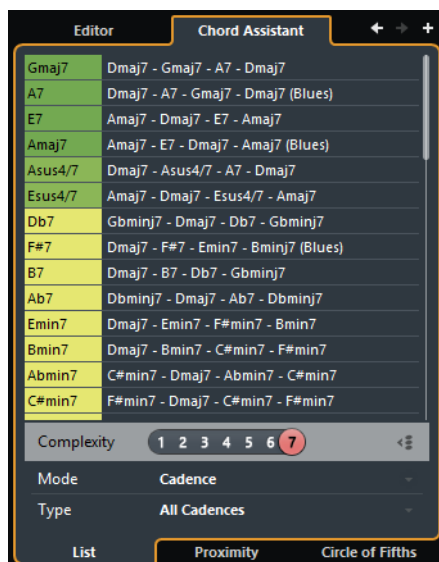 Editor Chord Assistant
Gmaj7 Dmaj7 - Gmaj7 - A7 - Dmaj7
A7 Dmaj7 - A7 - Gmaj7 - Dmaj7 (Blues)
E7 Amaj7 - Dmaj7 - E7 - Amaj7
Amaj7 Amaj7 - E7 - Dmaj7 - Amaj7 (Blues)
Asus4/7 Dmaj7 - Asus4/7 - A7 - Dmaj7
Esus4/7 Amaj7 - Dmaj7 - Esus4/7 - Amaj7
Db7 Gbminj7 - Dmaj7 - Db7 - Gbminj7
F#7 Dmaj7 - F#7 - Emin7 - Bminj7 (Blues)
B7 Dmaj7 - B7 - Db7 - Gbminj7
Ab7 Dbminj7 - Dmaj7 - Ab7 - Dbminj7
Emin7 Dmaj7 - Emin7 - F#min7 - Bmin7
Bmin7 Dmaj7 - Bmin7 - C#min7 - F#min7
Abmin7 C#min7 - Dmaj7 - Abmin7 - C#min7
C#min7 F#min7 - Dmaj7 - C#min7 - F#min7
Complexity 1 2 3 4 5 6 7
Mode Cadence
Type All Cadences
List Proximity Circle of Fifths